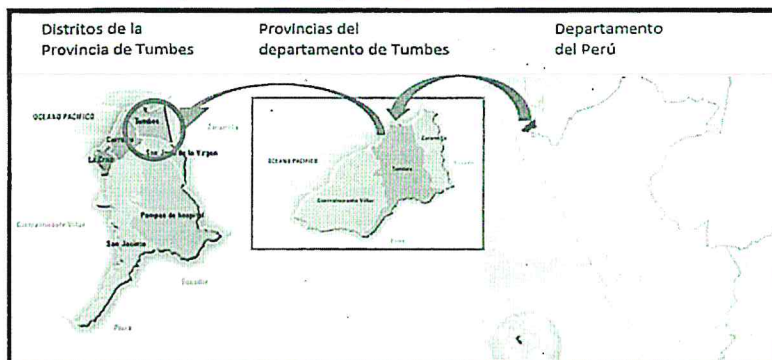 Distritos de la
Provincia de Tumbes
Provincias del
departamento de Tumbes
Departamento
del Perú
OCEANO PACIFICO
Tumbes
Zarumilla
Corrales
La Cruz
San Juan de la Virgen
Pampas de hospital
Contralmirante Villar
San Jacinto
Ecuador
Piura
OCEANO PACIFICO
Zarumilla
Tumbes
Contralmirante Villar